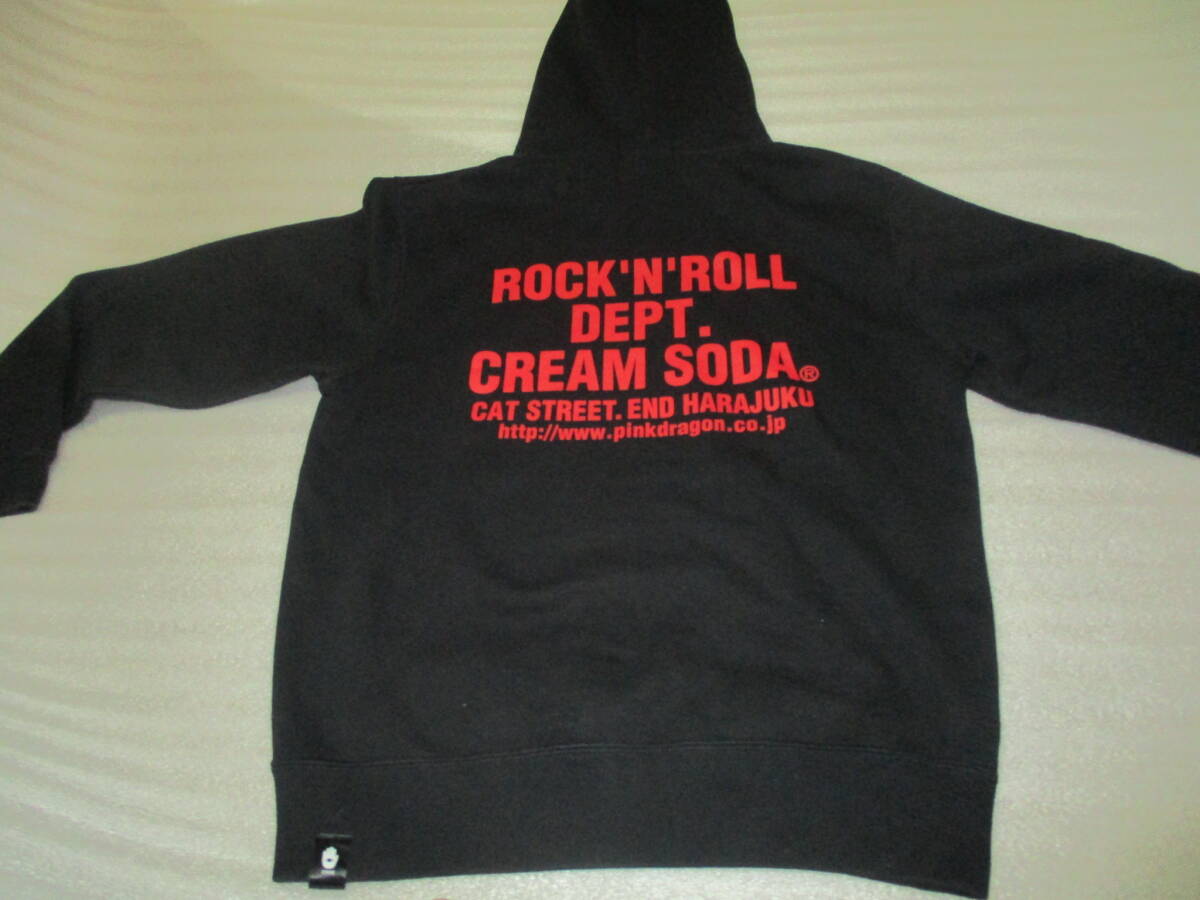 ROCK'N'ROLL
DEPT.
CREAM SODA®
CAT STREET. END HARAJUKU
http://www.pinkdragon.co.jp